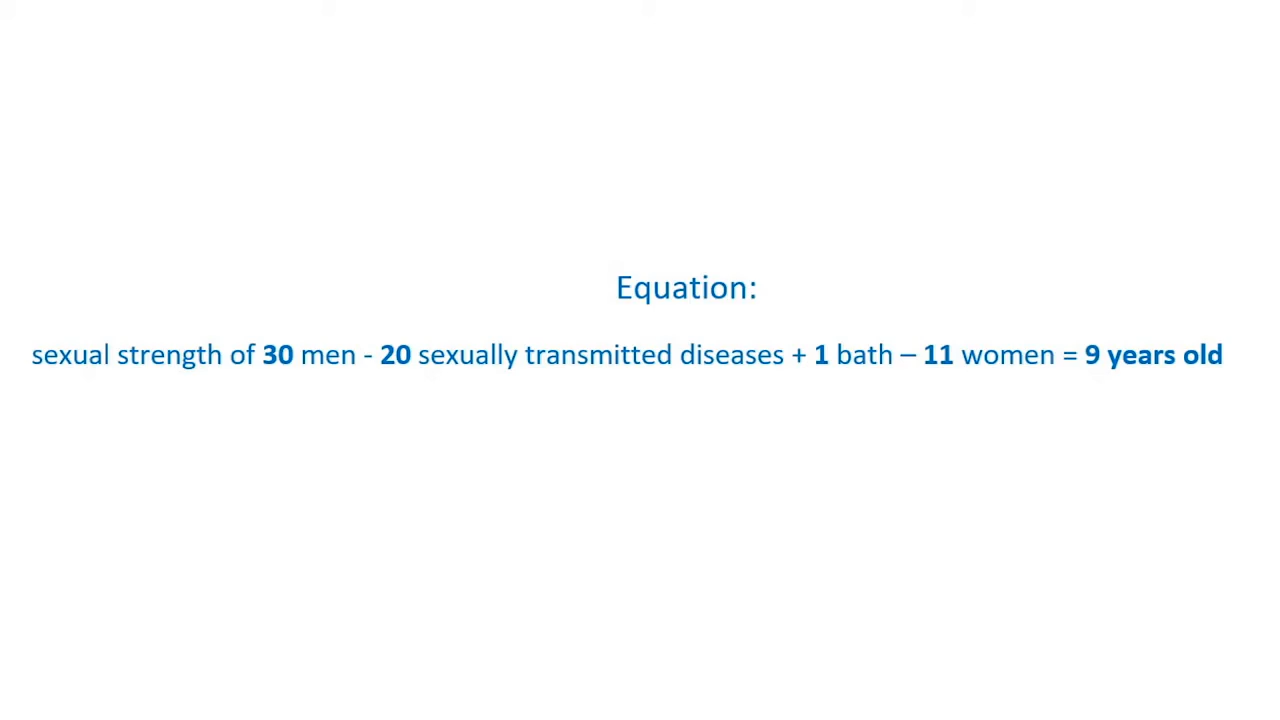 Equation:
sexual strength of 30 men - 20 sexually transmitted diseases + 1 bath – 11 women = 9 years old